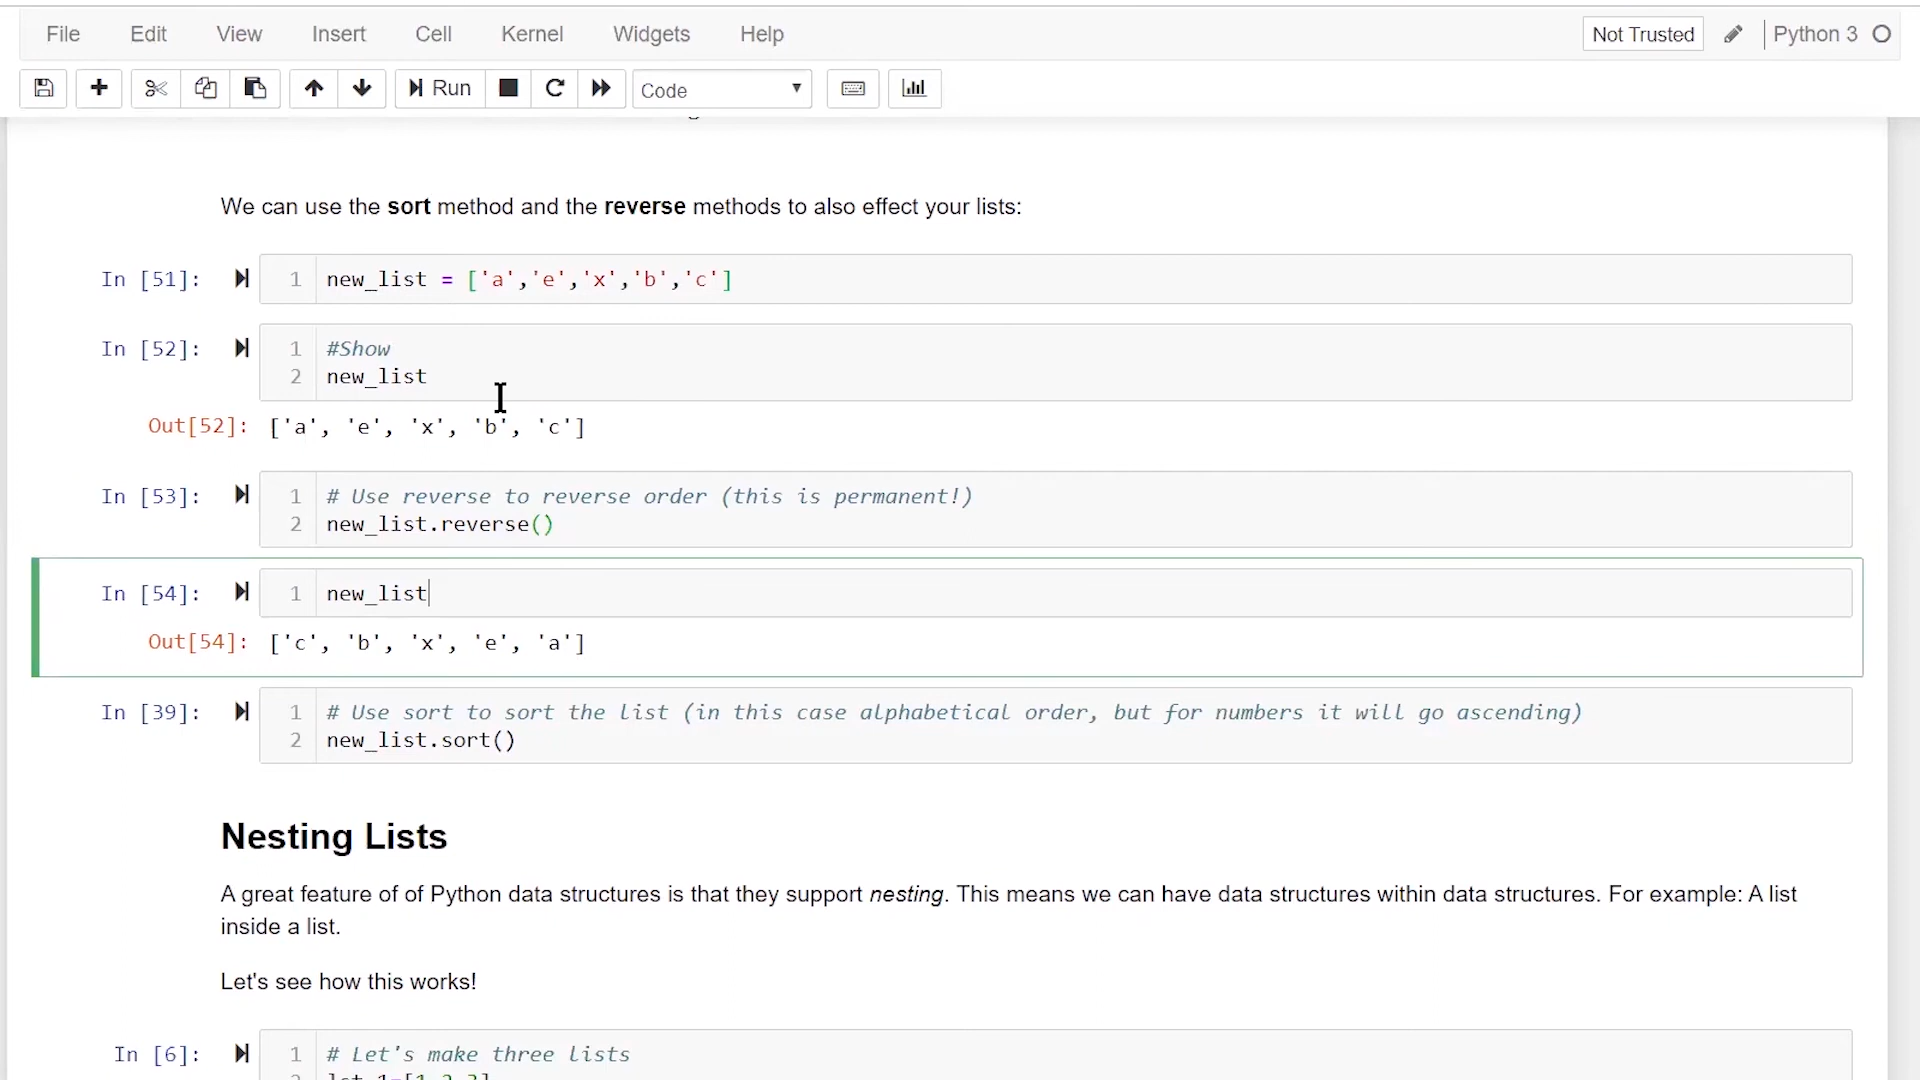 File Edit View Insert Cell Kernel Widgets Help Not Trusted Python 3
Run Code
We can use the sort method and the reverse methods to also effect your lists:
In [51]: 1 new_list = ['a','e','x','b','c']
In [52]: 1 #Show
2 new_list
Out[52]: ['a', 'e', 'x', 'b', 'c']
In [53]: 1 # Use reverse to reverse order (this is permanent!)
2 new_list.reverse()
In [54]: 1 new_list
Out[54]: ['c', 'b', 'x', 'e', 'a']
In [39]: 1 # Use sort to sort the list (in this case alphabetical order, but for numbers it will go ascending)
2 new_list.sort()
Nesting Lists
A great feature of of Python data structures is that they support nesting. This means we can have data structures within data structures. For example: A list
inside a list.
Let's see how this works!
In [6]: 1 # Let's make three lists
2 lst_1=[1,2,3]